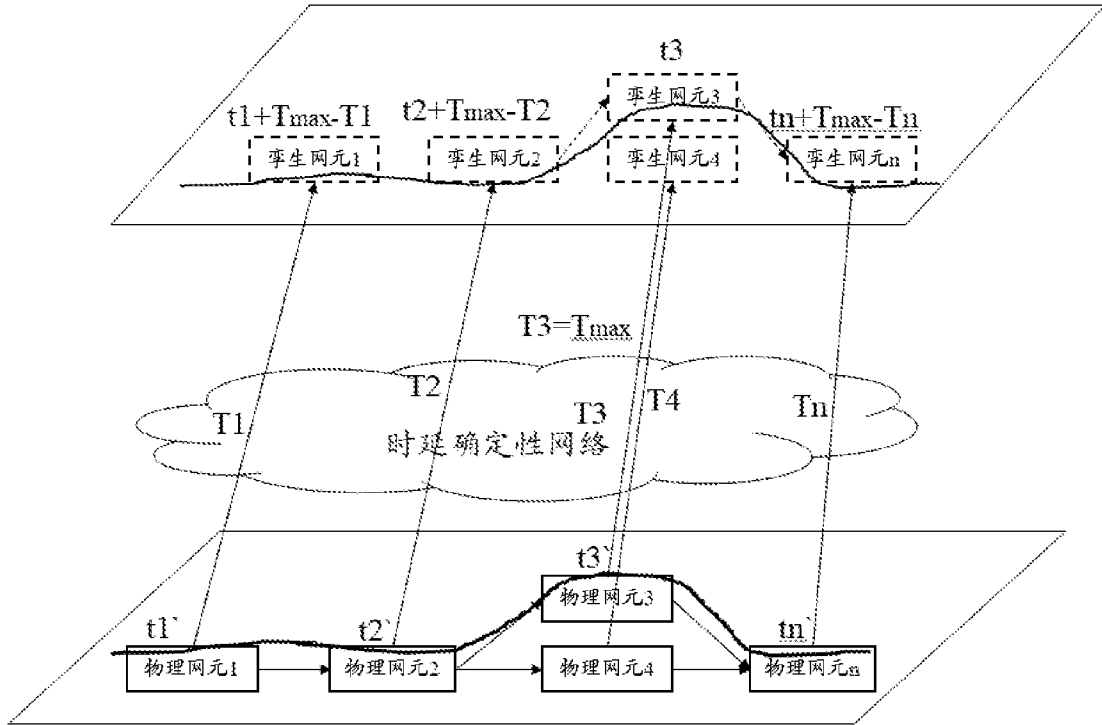 t3
t1+Tmax-T1
t2+Tmax-T2
孪生网元3
tn+Tmax-Tn
孪生网元1
孪生网元2
孪生网元4
孪生网元n
T3=Tmax
T1
T2
T3
T4
Tn
时延确定性网络
t3`
物理网元3
t1`
t2`
tn`
物理网元1
物理网元2
物理网元4
物理网元n